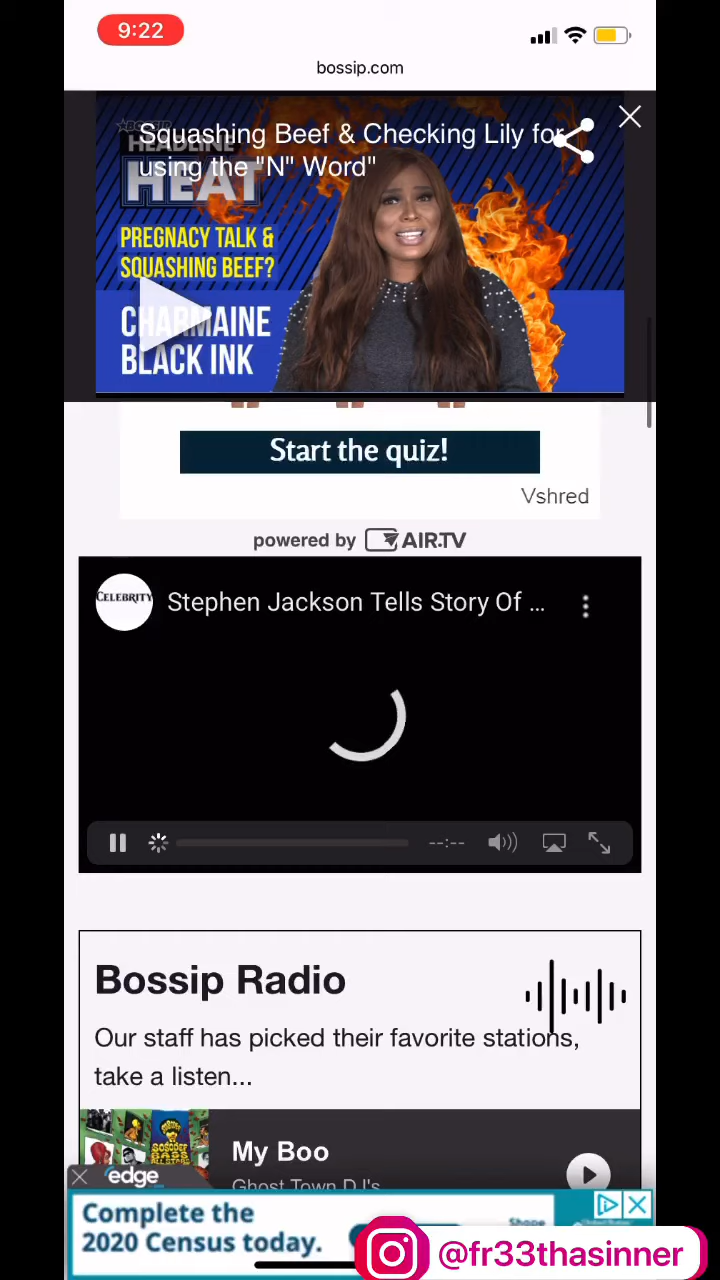 9:22
bossip.com
Squashing Beef & Checking Lily for
using the "N" Word"
BOSSIP
HEADLINE
HEAT
PREGNACY TALK &
SQUASHING BEEF?
CHARMAINE
BLACK INK
Start the quiz!
Vshred
powered by AIR.TV
CELEBRITY
Stephen Jackson Tells Story Of ...
--:--
Bossip Radio
Our staff has picked their favorite stations,
take a listen...
My Boo
Ghost Town DJ's
edge
Complete the
2020 Census today.
Shape
@fr33thasinner